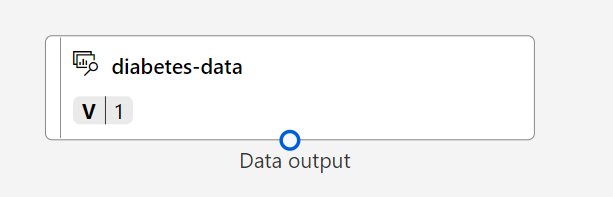 diabetes-data
V 1
Data output